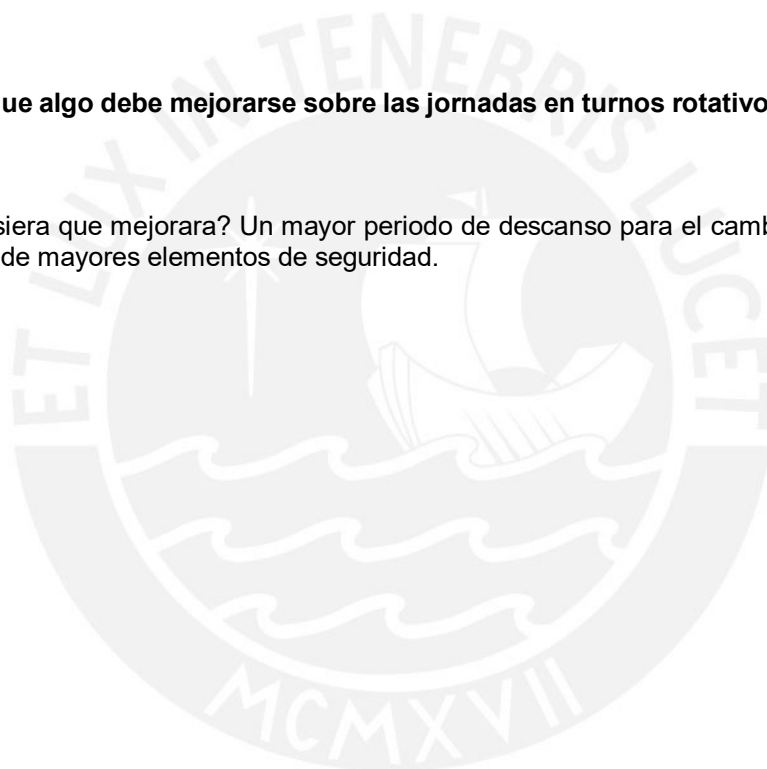 ue algo debe mejorarse sobre las jornadas en turnos rotativo
siera que mejorara? Un mayor periodo de descanso para el camb
de mayores elementos de seguridad.
ET LUX IN TENEBRIS LUCET
MCMXVII